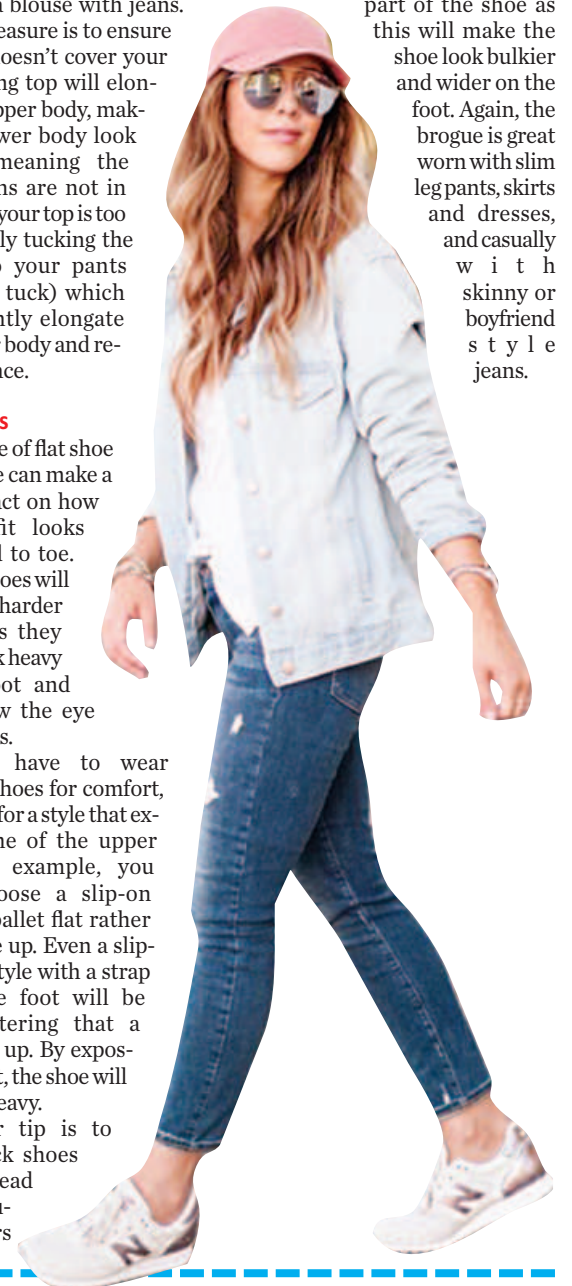 blouse with jeans.
easure is to ensure
oesn't cover your
ng top will elon-
pper body, mak-
wer body look
meaning the
ns are not in
your top is too
ly tucking the
your pants
tuck) which
ntly elongate
body and re-
nce.
s
e of flat shoe
e can make a
act on how
fit looks
d to toe.
oes will
harder
s they
k heavy
oot and
w the eye
s.
have to wear
hoes for comfort,
for a style that ex-
ne of the upper
example, you
oose a slip-on
ballet flat rather
e up. Even a slip-
tyle with a strap
e foot will be
tering that a
up. By expos-
t, the shoe will
eavy.
r tip is to
ck shoes
ead
u-
rs
part of the shoe as
this will make the
shoe look bulkier
and wider on the
foot. Again, the
brogue is great
worn with slim
leg pants, skirts
and dresses,
and casually
with
skinny or
boyfriend
style
jeans.
N
N